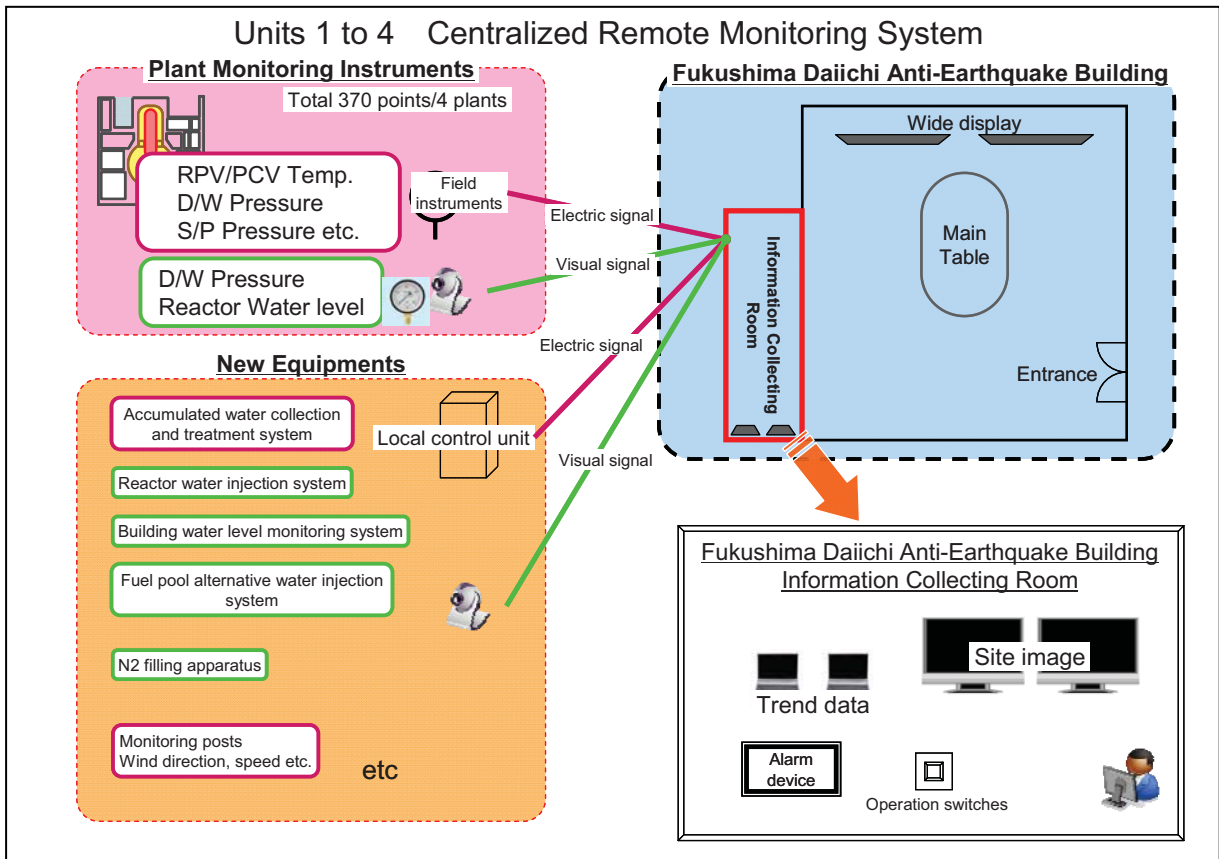 Units 1 to 4 Centralized Remote Monitoring System
Plant Monitoring Instruments
Total 370 points/4 plants
RPV/PCV Temp.
D/W Pressure
S/P Pressure etc.
Field
instruments
D/W Pressure
Reactor Water level
Electric signal
Visual signal
Electric signal
Visual signal
New Equipments
Accumulated water collection
and treatment system
Local control unit
Reactor water injection system
Building water level monitoring system
Fuel pool alternative water injection
system
N2 filling apparatus
Monitoring posts
Wind direction, speed etc.
etc
Fukushima Daiichi Anti-Earthquake Building
Wide display
Main
Table
Information Collecting
Room
Entrance
Fukushima Daiichi Anti-Earthquake Building
Information Collecting Room
Site image
Trend data
Alarm
device
Operation switches